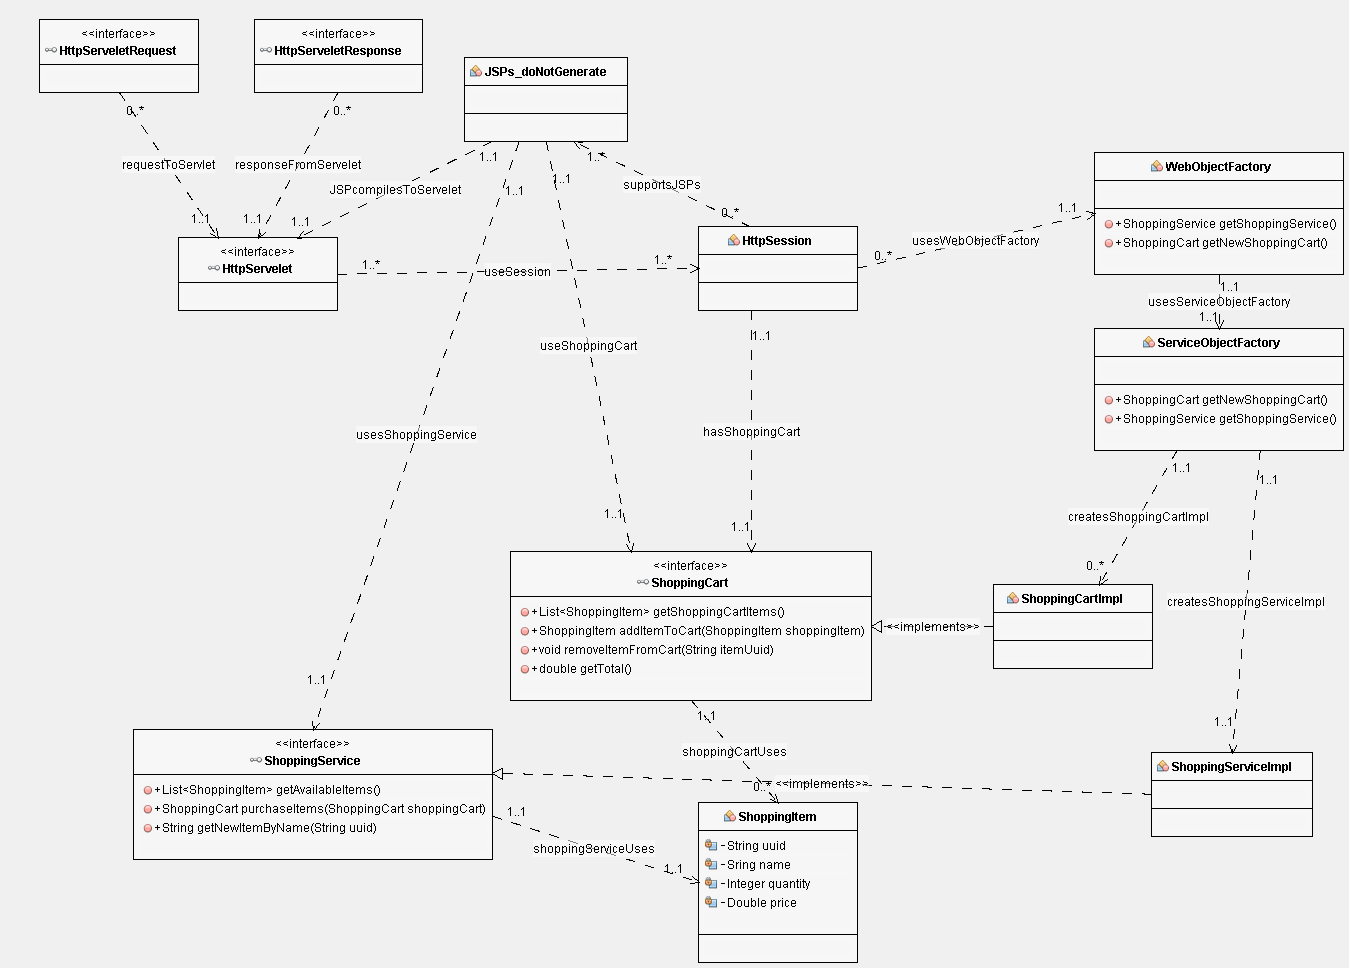 <<interface>>
HttpServeletRequest
<<interface>>
HttpServeletResponse
JSPs_doNotGenerate
0..*
0..*
requestToServlet
responseFromServelet
1..1
1..1
1..1
1..*
JSPcompilesToServelet
supportsJSPs
1..1
1..1
1..1
0..*
<<interface>>
HttpServelet
1..*
useSession
1..*
HttpSession
0..*
usesWebObjectFactory
1..1
WebObjectFactory
+ShoppingService getShoppingService()
+ShoppingCart getNewShoppingCart()
1..1
usesServiceObjectFactory
1..1
ServiceObjectFactory
+ShoppingCart getNewShoppingCart()
+ShoppingService getShoppingService()
1..1
useShoppingCart
usesShoppingService
hasShoppingCart
1..1
1..1
1..1
1..1
createsShoppingCartImpl
0..*
createsShoppingServiceImpl
<<interface>>
ShoppingCart
+List<ShoppingItem> getShoppingCartItems()
+ShoppingItem addItemToCart(ShoppingItem shoppingItem)
+void removeItemFromCart(String itemUuid)
+double getTotal()
<<implements>>
ShoppingCartImpl
1..1
1..1
1..1
shoppingCartUses
0..*
<<implements>>
ShoppingServiceImpl
<<interface>>
ShoppingService
+List<ShoppingItem> getAvailableItems()
+ShoppingCart purchaseItems(ShoppingCart shoppingCart)
+String getNewItemByName(String uuid)
1..1
shoppingServiceUses
1..1
ShoppingItem
-String uuid
-Sring name
-Integer quantity
-Double price